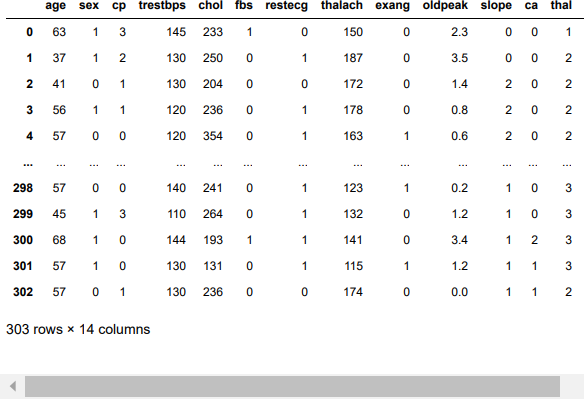 age sex cp trestbps chol fbs restecg thalach exang oldpeak slope ca thal
0 63 1 3 145 233 1 0 150 0 2.3 0 0 1
1 37 1 2 130 250 0 1 187 0 3.5 0 0 2
2 41 0 1 130 204 0 0 172 0 1.4 2 0 2
3 56 1 1 120 236 0 1 178 0 0.8 2 0 2
4 57 0 0 120 354 0 1 163 1 0.6 2 0 2
... ... ... ... ... ... ... ... ... ... ... ... ... ...
298 57 0 0 140 241 0 1 123 1 0.2 1 0 3
299 45 1 3 110 264 0 1 132 0 1.2 1 0 3
300 68 1 0 144 193 1 1 141 0 3.4 1 2 3
301 57 1 0 130 131 0 1 115 1 1.2 1 1 3
302 57 0 1 130 236 0 0 174 0 0.0 1 1 2
303 rows × 14 columns